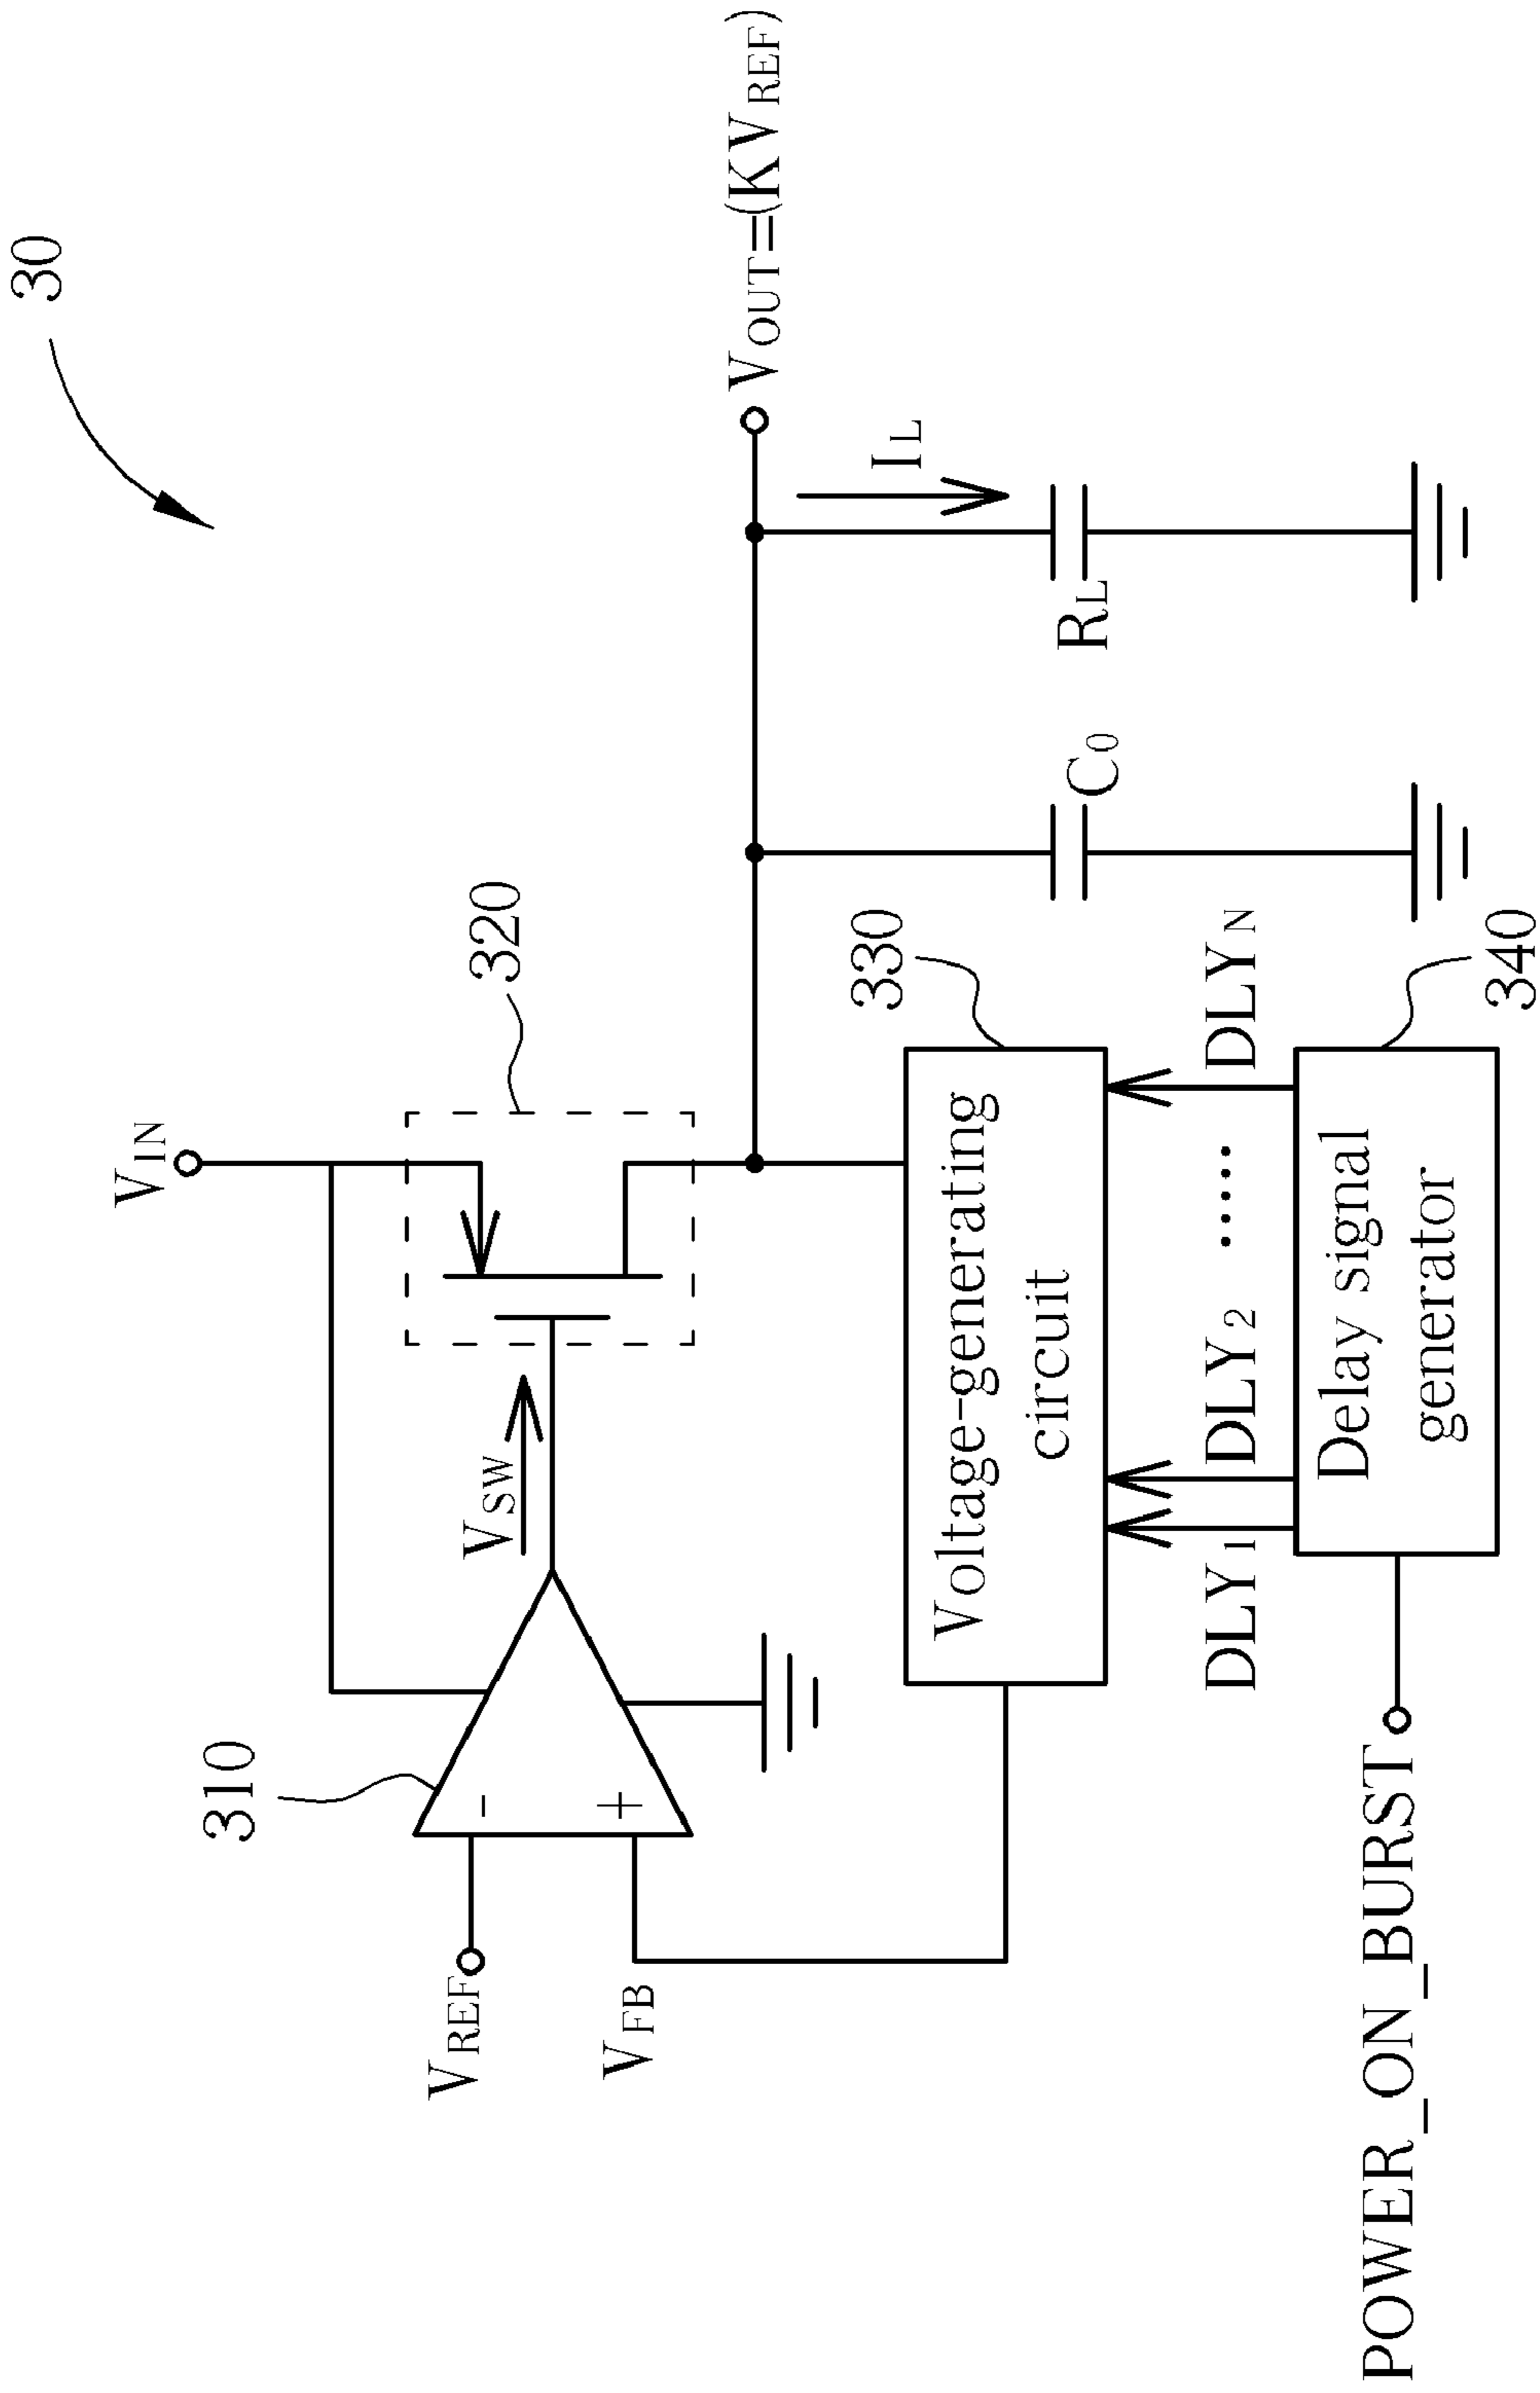 30
VIN
320
310
VSW
VREF
-
+
VFB
VOUT=(KVREF)
IL
RL
C0
330
Voltage-generating
circuit
DLY1
DLY2
......
DLYN
340
Delay signal
generator
POWER_ON_BURST